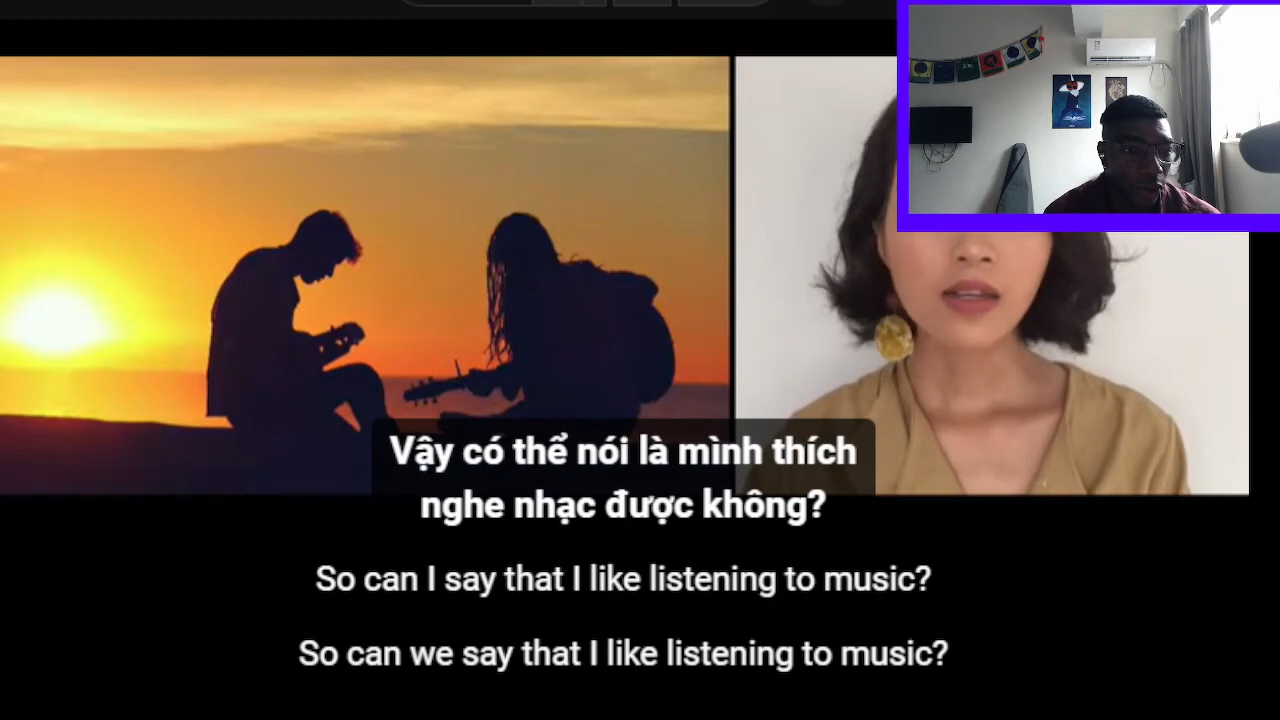 Vậy có thể nói là mình thích
nghe nhạc được không?
So can I say that I like listening to music?
So can we say that I like listening to music?